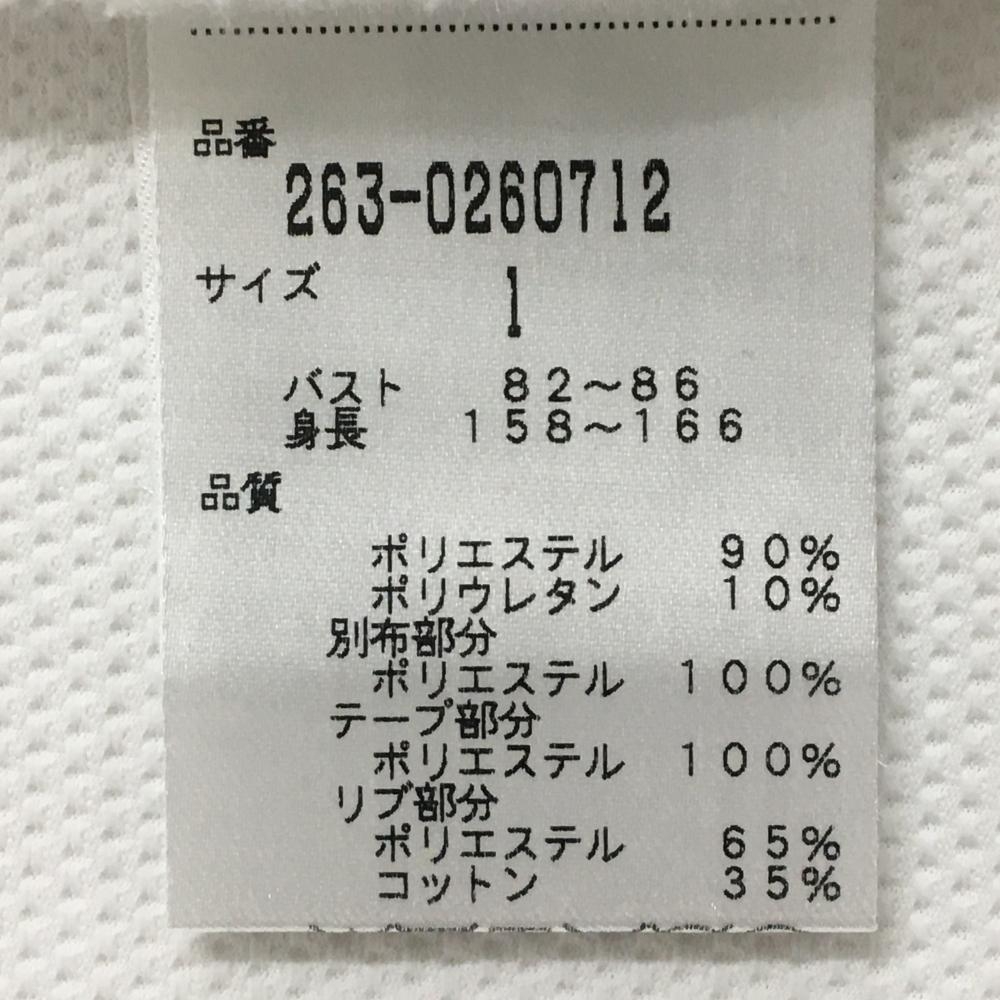 品番
263-0260712
サイズ 1
バスト 82～86
身長 158～166
品質
ポリエステル 90%
ポリウレタン 10%
別布部分
ポリエステル 100%
テープ部分
ポリエステル 100%
リブ部分
ポリエステル 65%
コットン 35%